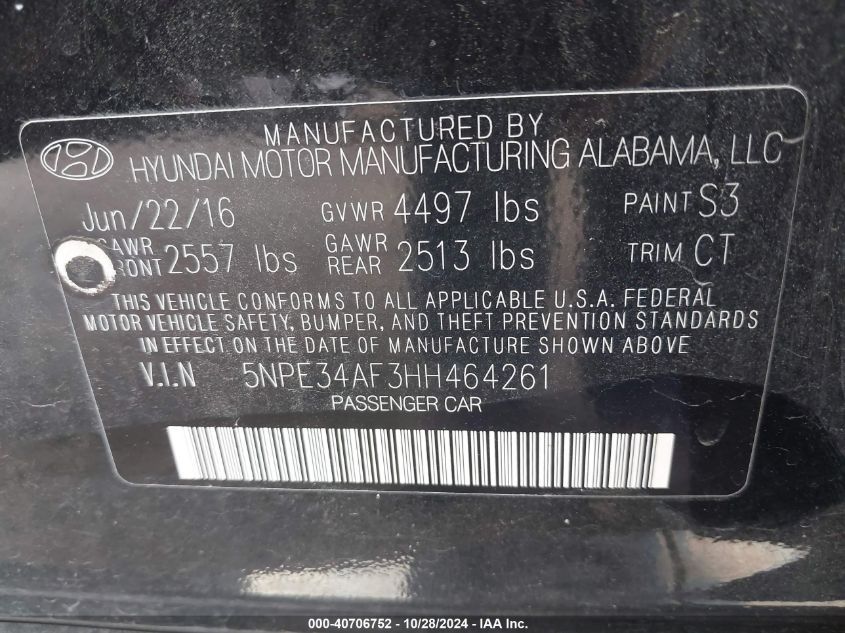 MANUFACTURED BY
HYUNDAI MOTOR MANUFACTURING ALABAMA, LLC
Jun/22/16 GVWR 4497 lbs PAINT S3
GAWR FRONT 2557 lbs GAWR REAR 2513 lbs TRIM CT
THIS VEHICLE CONFORMS TO ALL APPLICABLE U.S.A. FEDERAL
MOTOR VEHICLE SAFETY, BUMPER, AND THEFT PREVENTION STANDARDS
IN EFFECT ON THE DATE OF MANUFACTURE SHOWN ABOVE
V.I.N 5NPE34AF3HH464261
PASSENGER CAR
000-40706752 - 10/28/2024 - IAA Inc.